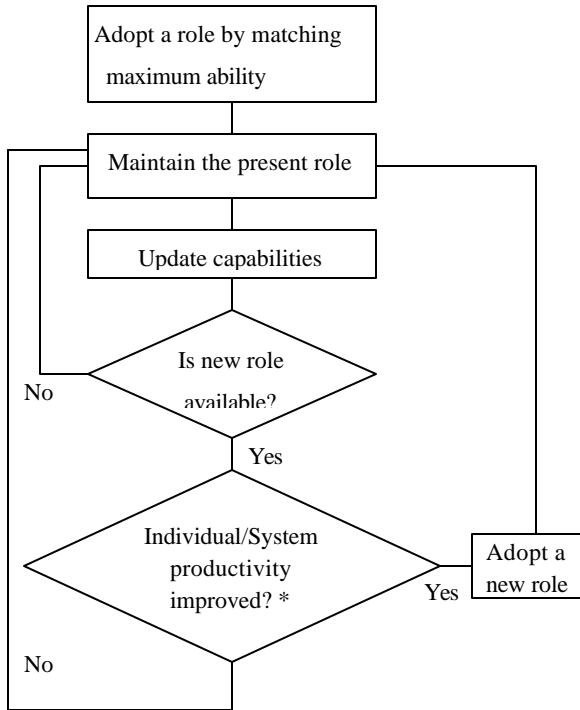 Adopt a role by matching
maximum ability
Maintain the present role
Update capabilities
Is new role
available?
No
Yes
Individual/System
productivity
improved? *
Adopt a
new role
Yes
No